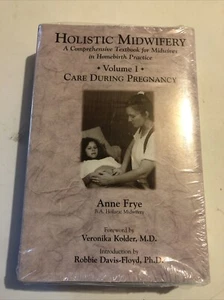 HOLISTIC MIDWIFERY
A Comprehensive Textbook for Midwives
in Homebirth Practice
• Volume I •
CARE DURING PREGNANCY
Anne Frye
B.A. Holistic Midwifery
Foreword by
Veronika Kolder, M.D.
Introduction by
Robbie Davis-Floyd, Ph.D.